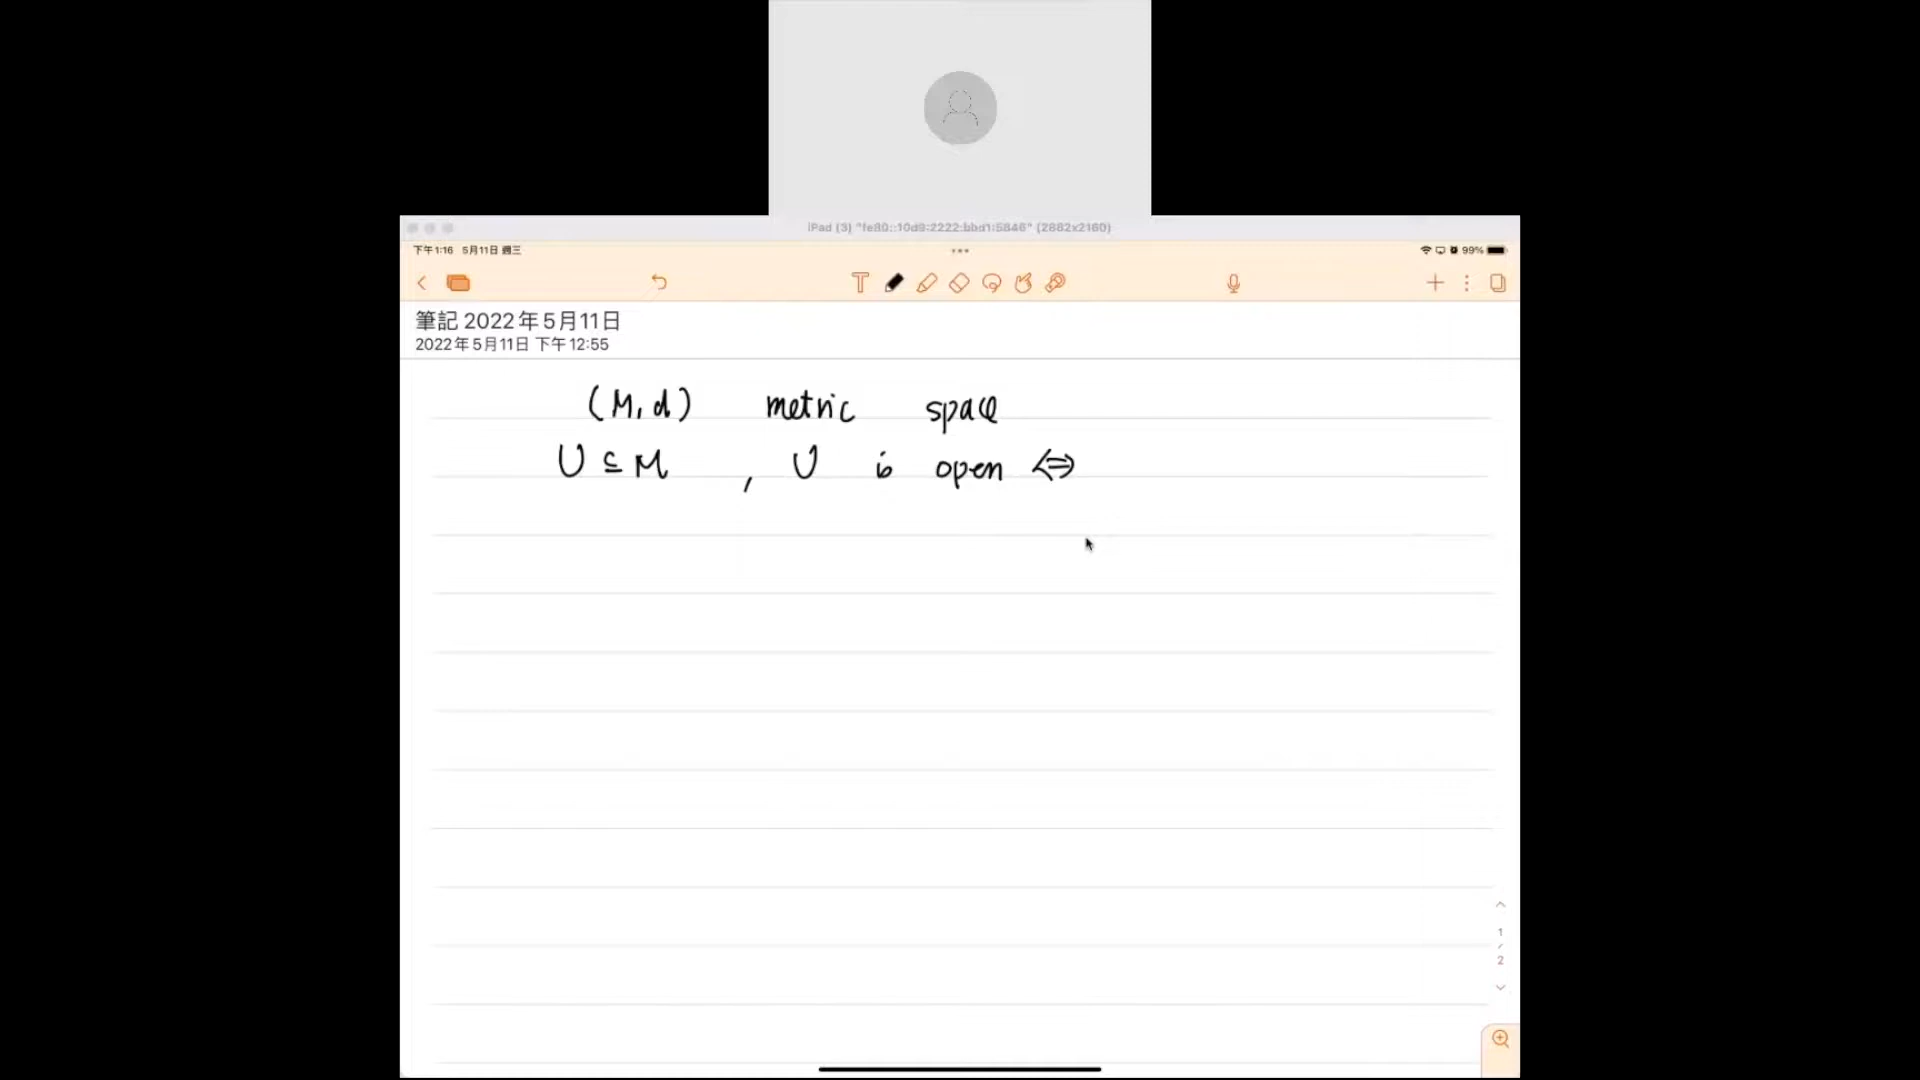 iPad (3) "fe80::10d9:2222:bbd1:5846" (2882x2160)
下午1:16 5月11日 週三
99%
筆記 2022年5月11日
2022年5月11日 下午12:55
(M, d) metric space
U ⊆ M , U is open ⇔
1
/
2